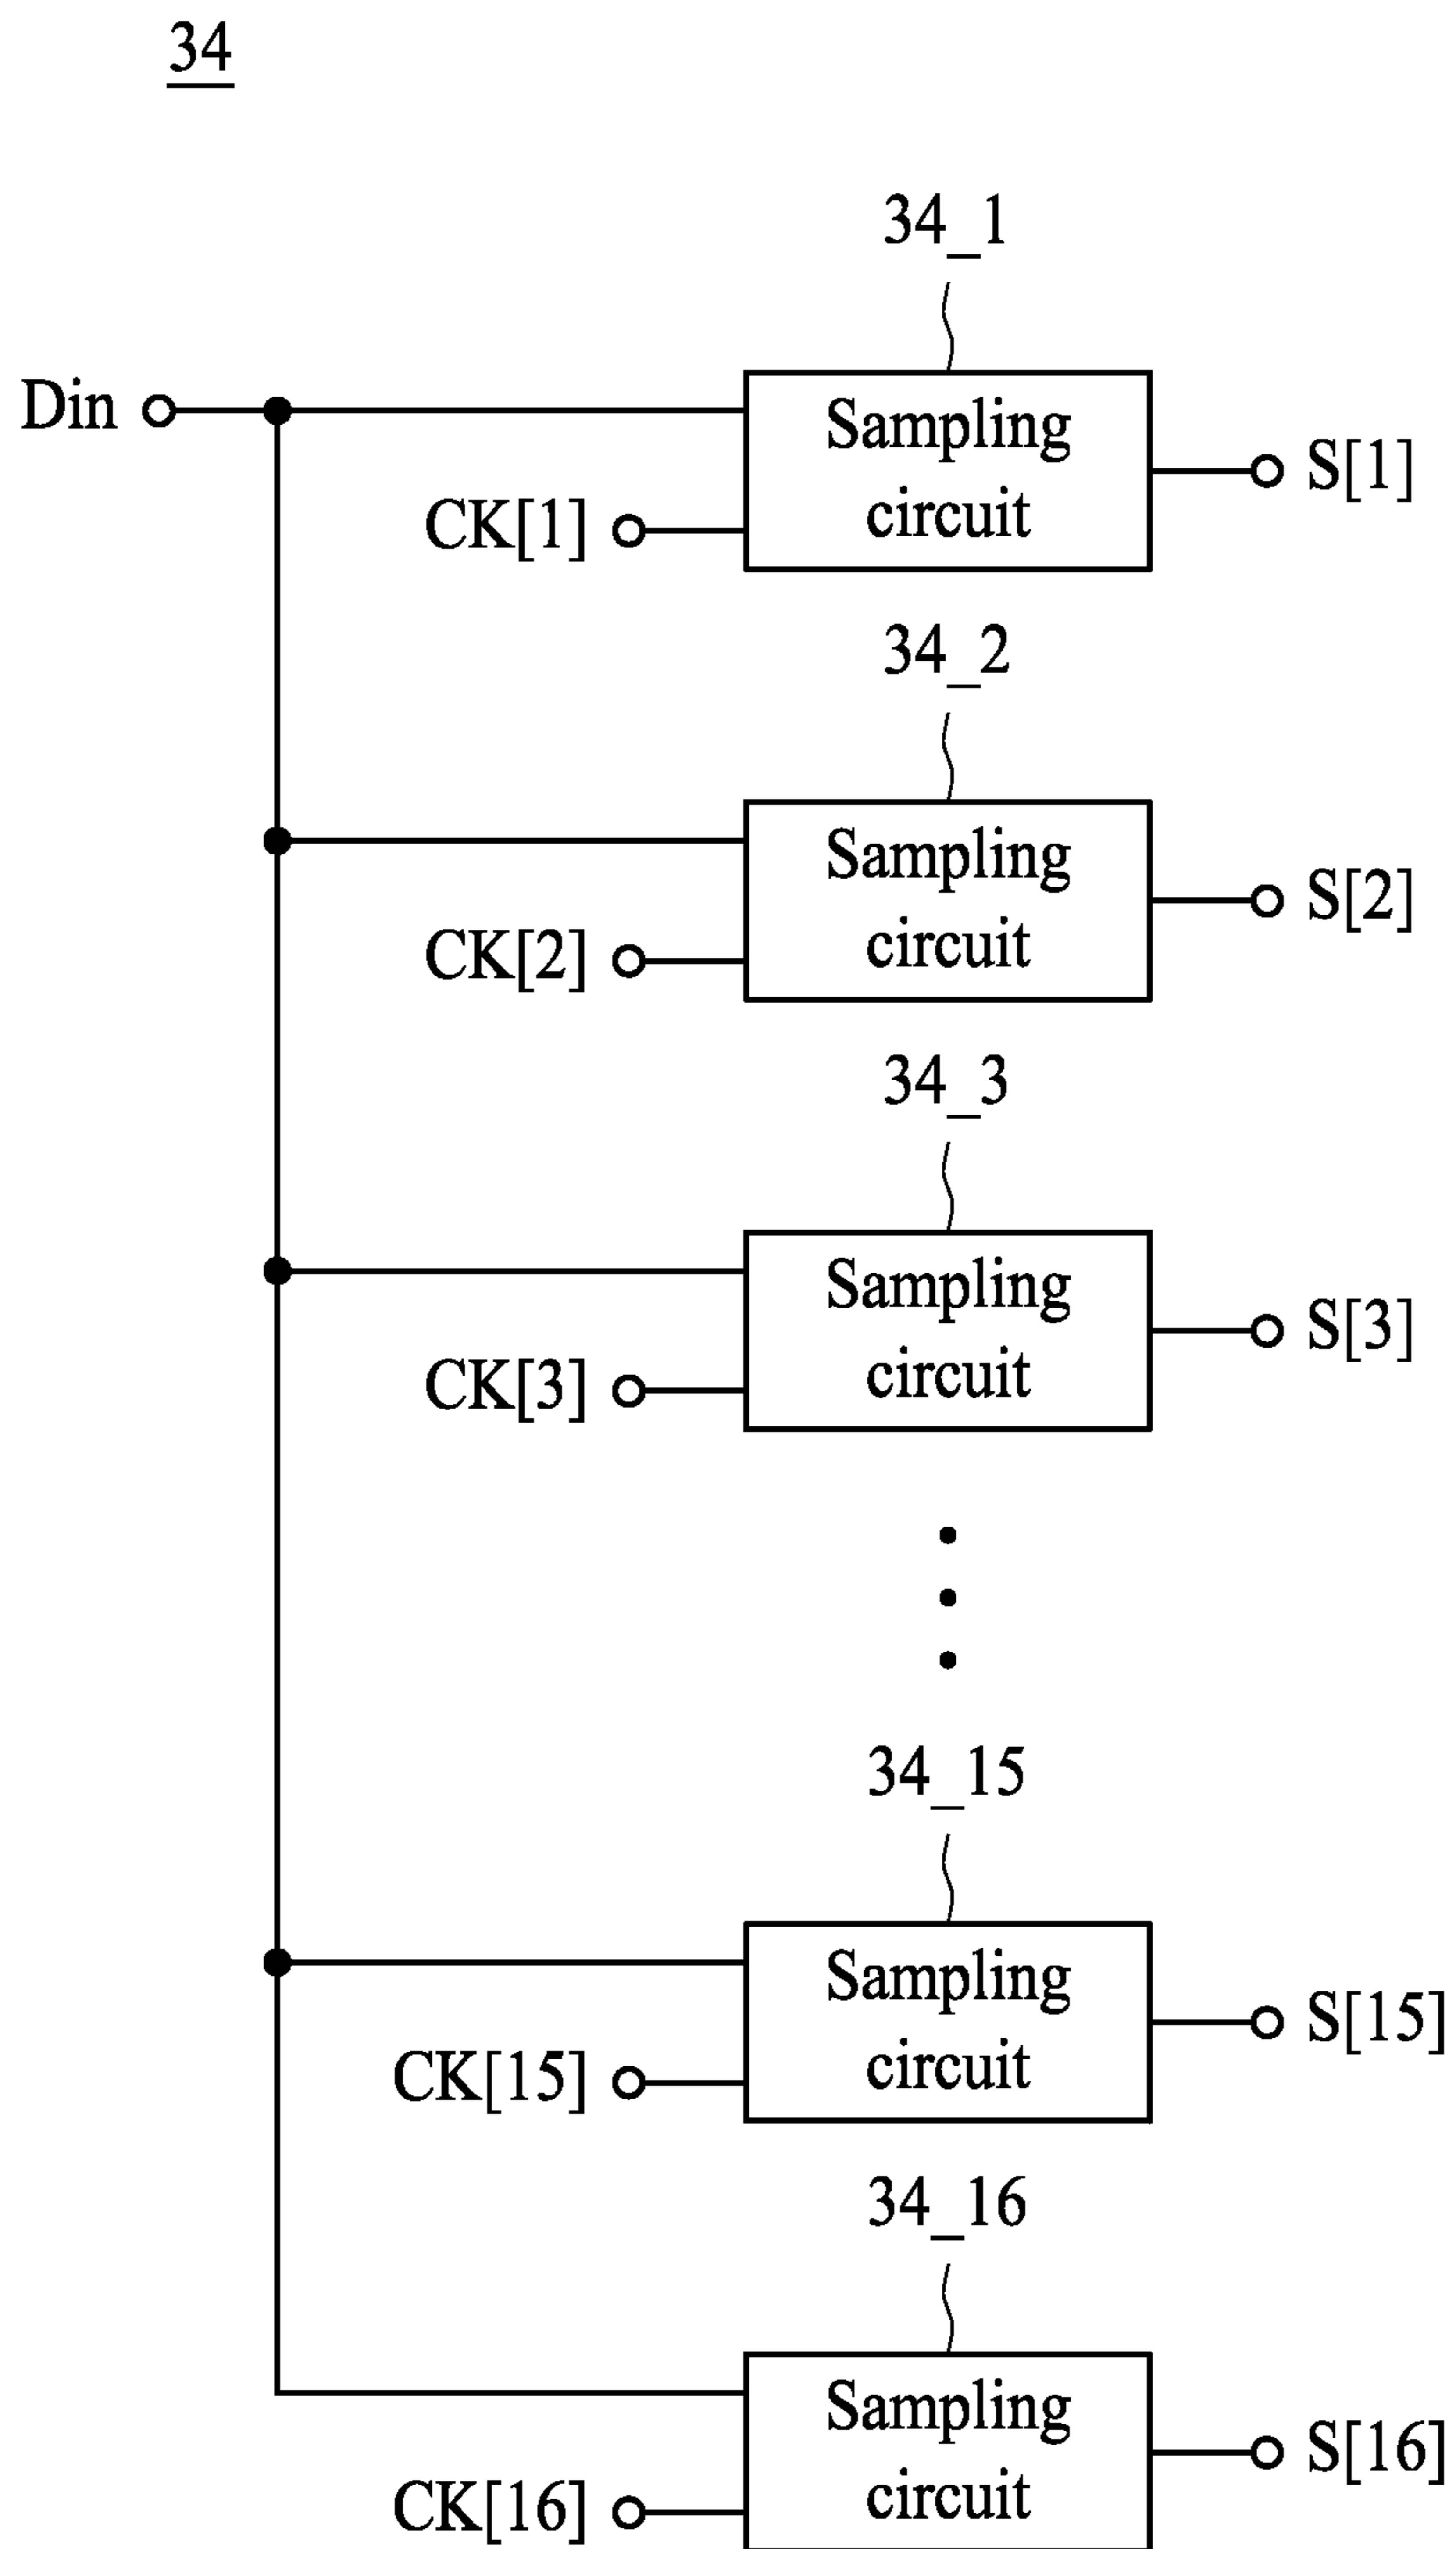 34
34_1
Din
Sampling
circuit
CK[1]
S[1]
34_2
Sampling
circuit
CK[2]
S[2]
34_3
Sampling
circuit
CK[3]
S[3]
34_15
Sampling
circuit
CK[15]
S[15]
34_16
Sampling
circuit
CK[16]
S[16]